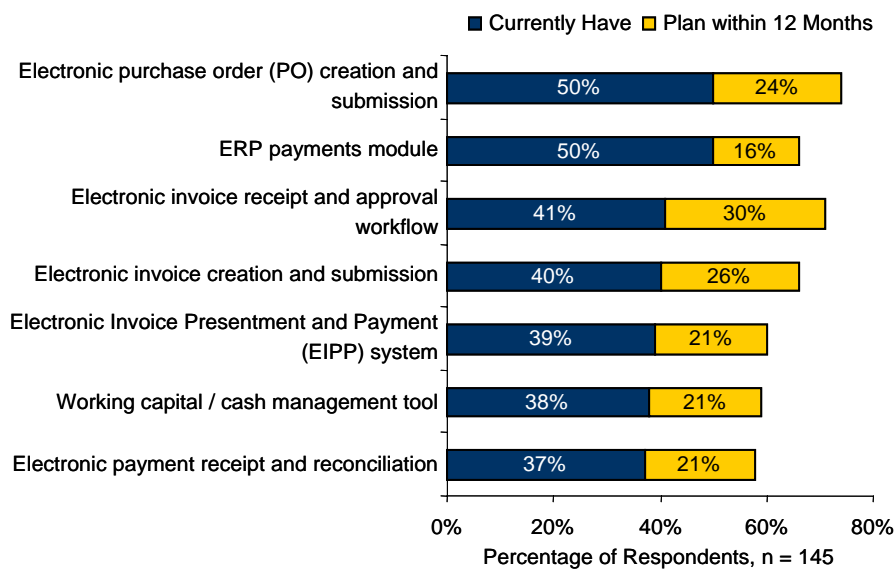 Currently Have Plan within 12 Months
Electronic purchase order (PO) creation and
submission
50% 24%
ERP payments module
50% 16%
Electronic invoice receipt and approval
workflow
41% 30%
Electronic invoice creation and submission
40% 26%
Electronic Invoice Presentment and Payment
(EIPP) system
39% 21%
Working capital / cash management tool
38% 21%
Electronic payment receipt and reconciliation
37% 21%
0% 20% 40% 60% 80%
Percentage of Respondents, n = 145